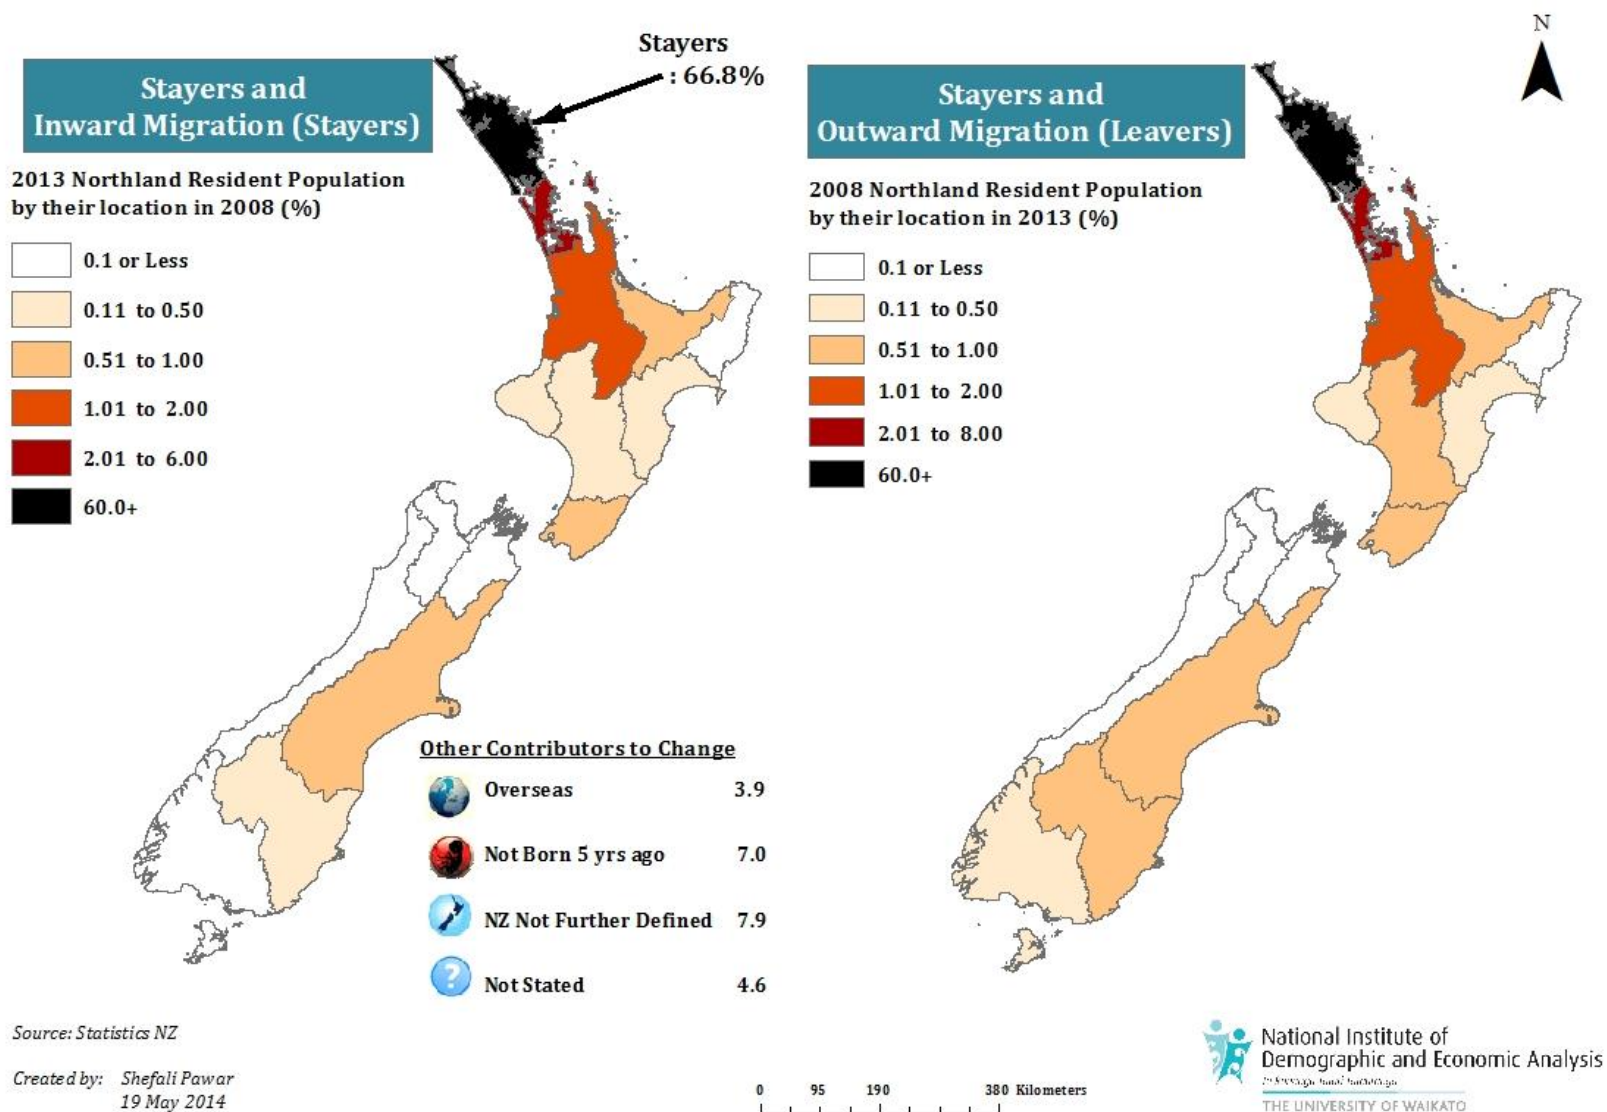 Stayers
: 66.8%
Stayers and
Inward Migration (Stayers)
2013 Northland Resident Population
by their location in 2008 (%)
0.1 or Less
0.11 to 0.50
0.51 to 1.00
1.01 to 2.00
2.01 to 6.00
60.0+
N
Stayers and
Outward Migration (Leavers)
2008 Northland Resident Population
by their location in 2013 (%)
0.1 or Less
0.11 to 0.50
0.51 to 1.00
1.01 to 2.00
2.01 to 8.00
60.0+
Other Contributors to Change
Overseas 3.9
Not Born 5 yrs ago 7.0
NZ Not Further Defined 7.9
? Not Stated 4.6
Source: Statistics NZ
Created by: Shefali Pawar
19 May 2014
0 95 190 380 Kilometers
National Institute of
Demographic and Economic Analysis
THE UNIVERSITY OF WAIKATO